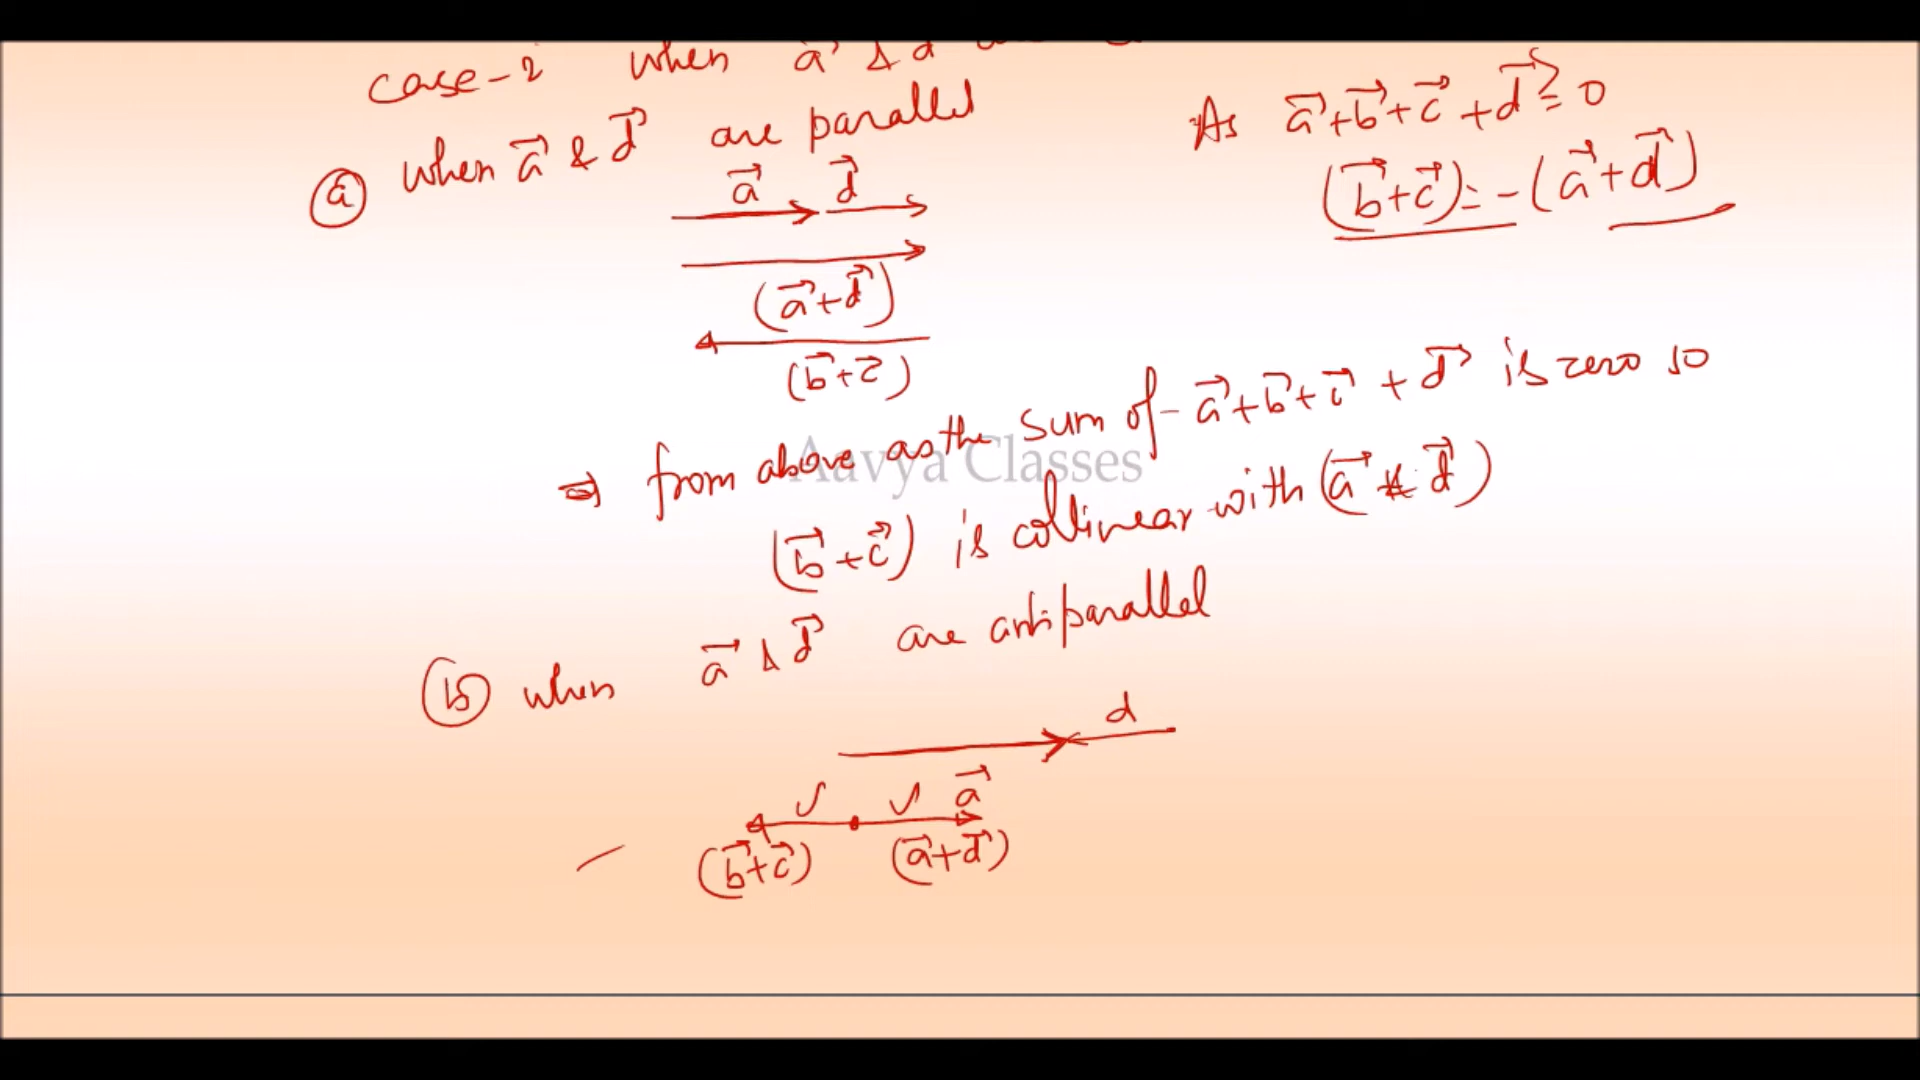 case-2 when a⃗ & d
ⓐ when a⃗ & d⃗ are parallel
a⃗ d⃗
(a⃗+d⃗)
(b⃗+c⃗)
As a⃗+b⃗+c⃗+d⃗=0
(b⃗+c⃗)=-(a⃗+d⃗)
⇒ from above as the sum of a⃗+b⃗+c⃗+d⃗ is zero so
Aavya Classes
(b⃗+c⃗) is collinear with (a⃗ & d⃗)
ⓑ when a⃗ & d⃗ are antiparallel
d
a⃗
(b⃗+c⃗) (a⃗+d⃗)